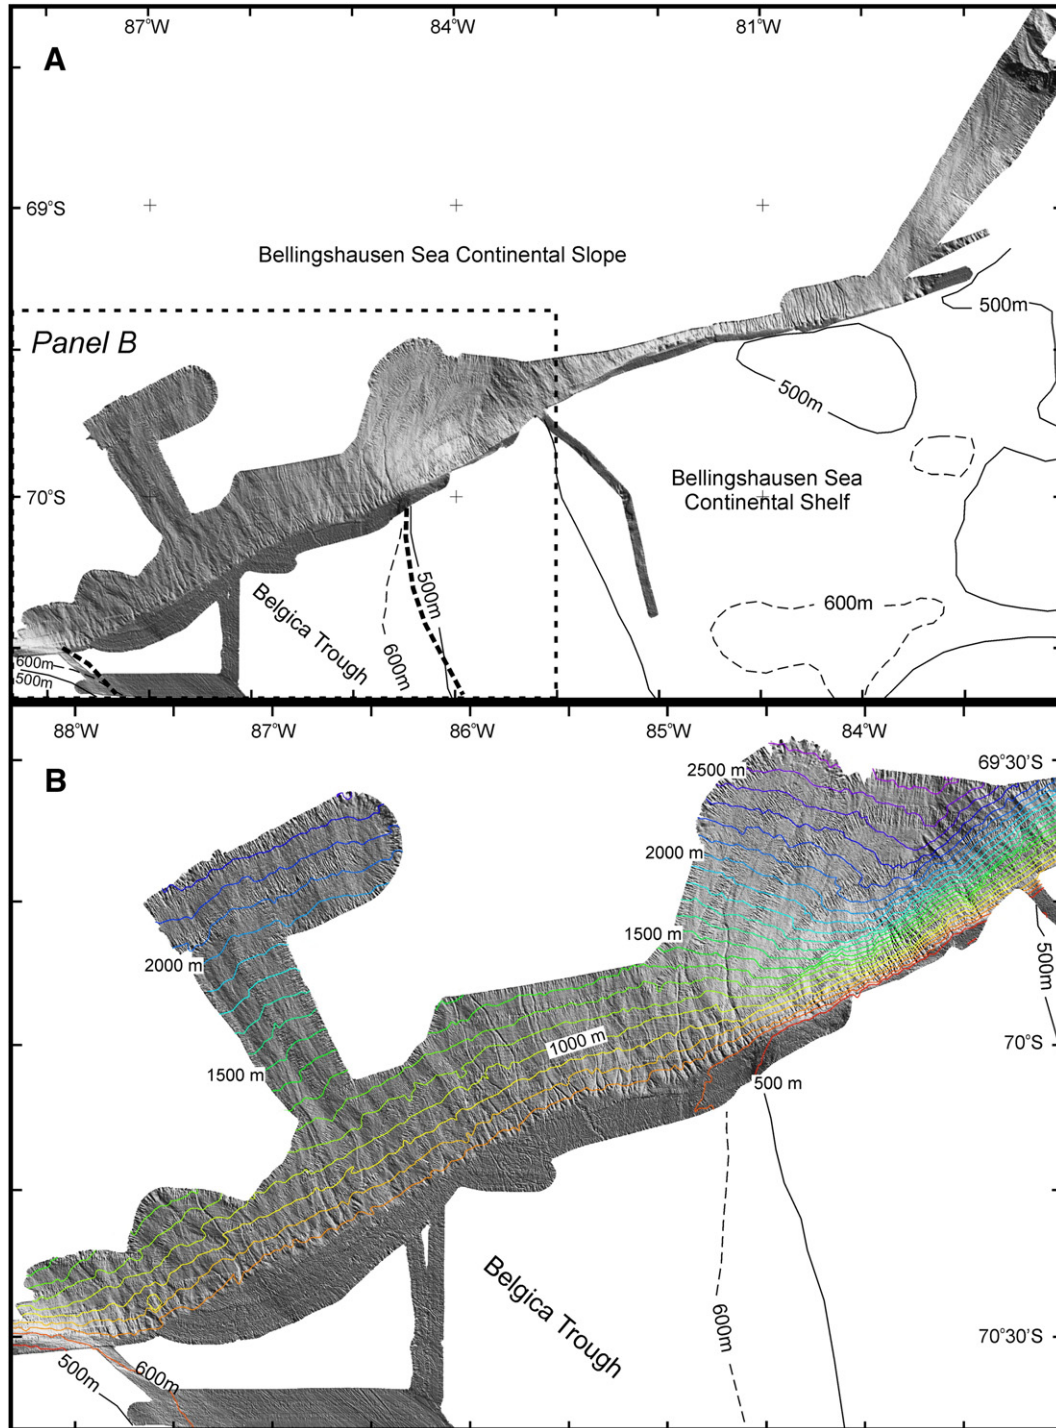 87°W 84°W 81°W
A
69°S
Bellingshausen Sea Continental Slope
500m
Panel B
500m
Bellingshausen Sea
Continental Shelf
70°S
500m
Belgica Trough
600m
600m
600m
500m
88°W 87°W 86°W 85°W 84°W
69°30'S
B
2500 m
2000 m
1500 m
2000 m
500m
1000 m
70°S
1500 m
500 m
Belgica Trough
600m
70°30'S
500m
600m